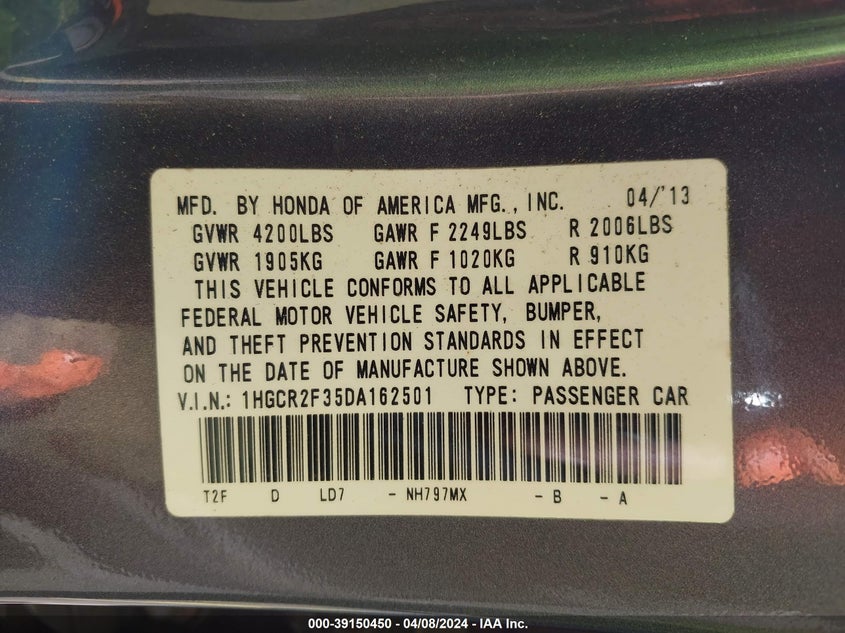 MFD. BY HONDA OF AMERICA MFG., INC. 04/'13
GVWR 4200LBS GAWR F 2249LBS R 2006LBS
GVWR 1905KG GAWR F 1020KG R 910KG
THIS VEHICLE CONFORMS TO ALL APPLICABLE
FEDERAL MOTOR VEHICLE SAFETY, BUMPER,
AND THEFT PREVENTION STANDARDS IN EFFECT
ON THE DATE OF MANUFACTURE SHOWN ABOVE.
V.I.N.: 1HGCR2F35DA162501 TYPE: PASSENGER CAR
T2F D LD7 - NH797MX - B - A
000-39150450 - 04/08/2024 - IAA Inc.